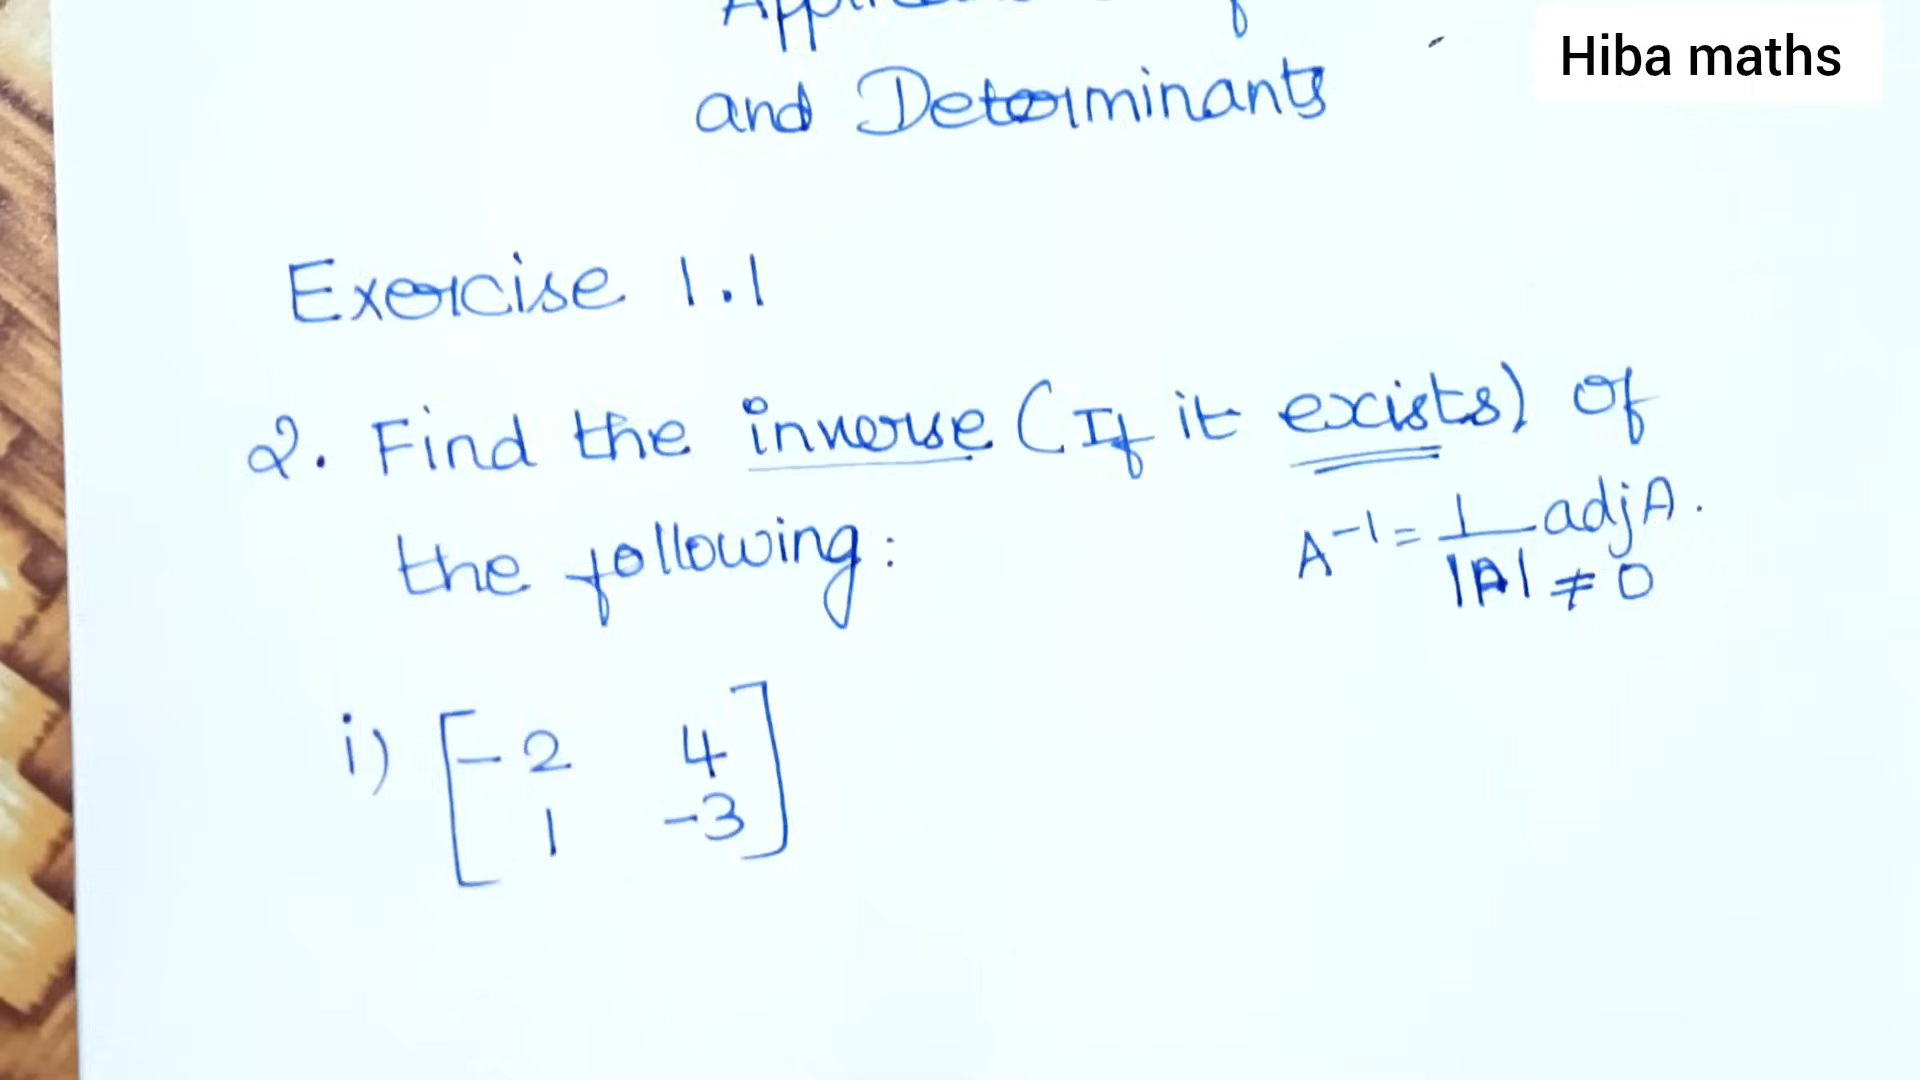 Hiba maths
and Determinants
Exercise 1.1
2. Find the inverse (If it exists) of
the following:
A⁻¹ = 1/|A| adj A.
|A| ≠ 0
i) [-2 4
1 -3]